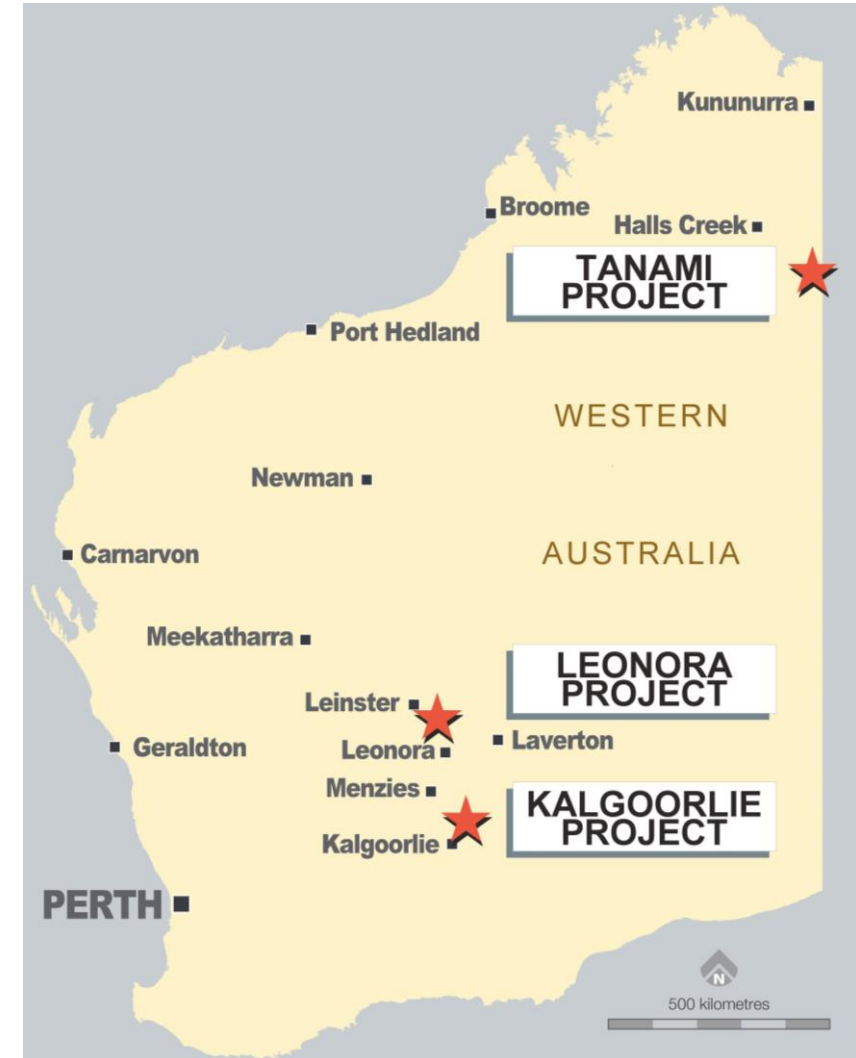 Kununurra
Broome
Halls Creek
TANAMI
PROJECT
Port Hedland
WESTERN
Newman
AUSTRALIA
Carnarvon
Meekatharra
LEONORA
PROJECT
Leinster
Laverton
Geraldton
Leonora
Menzies
KALGOORLIE
PROJECT
Kalgoorlie
PERTH
N
500 kilometres